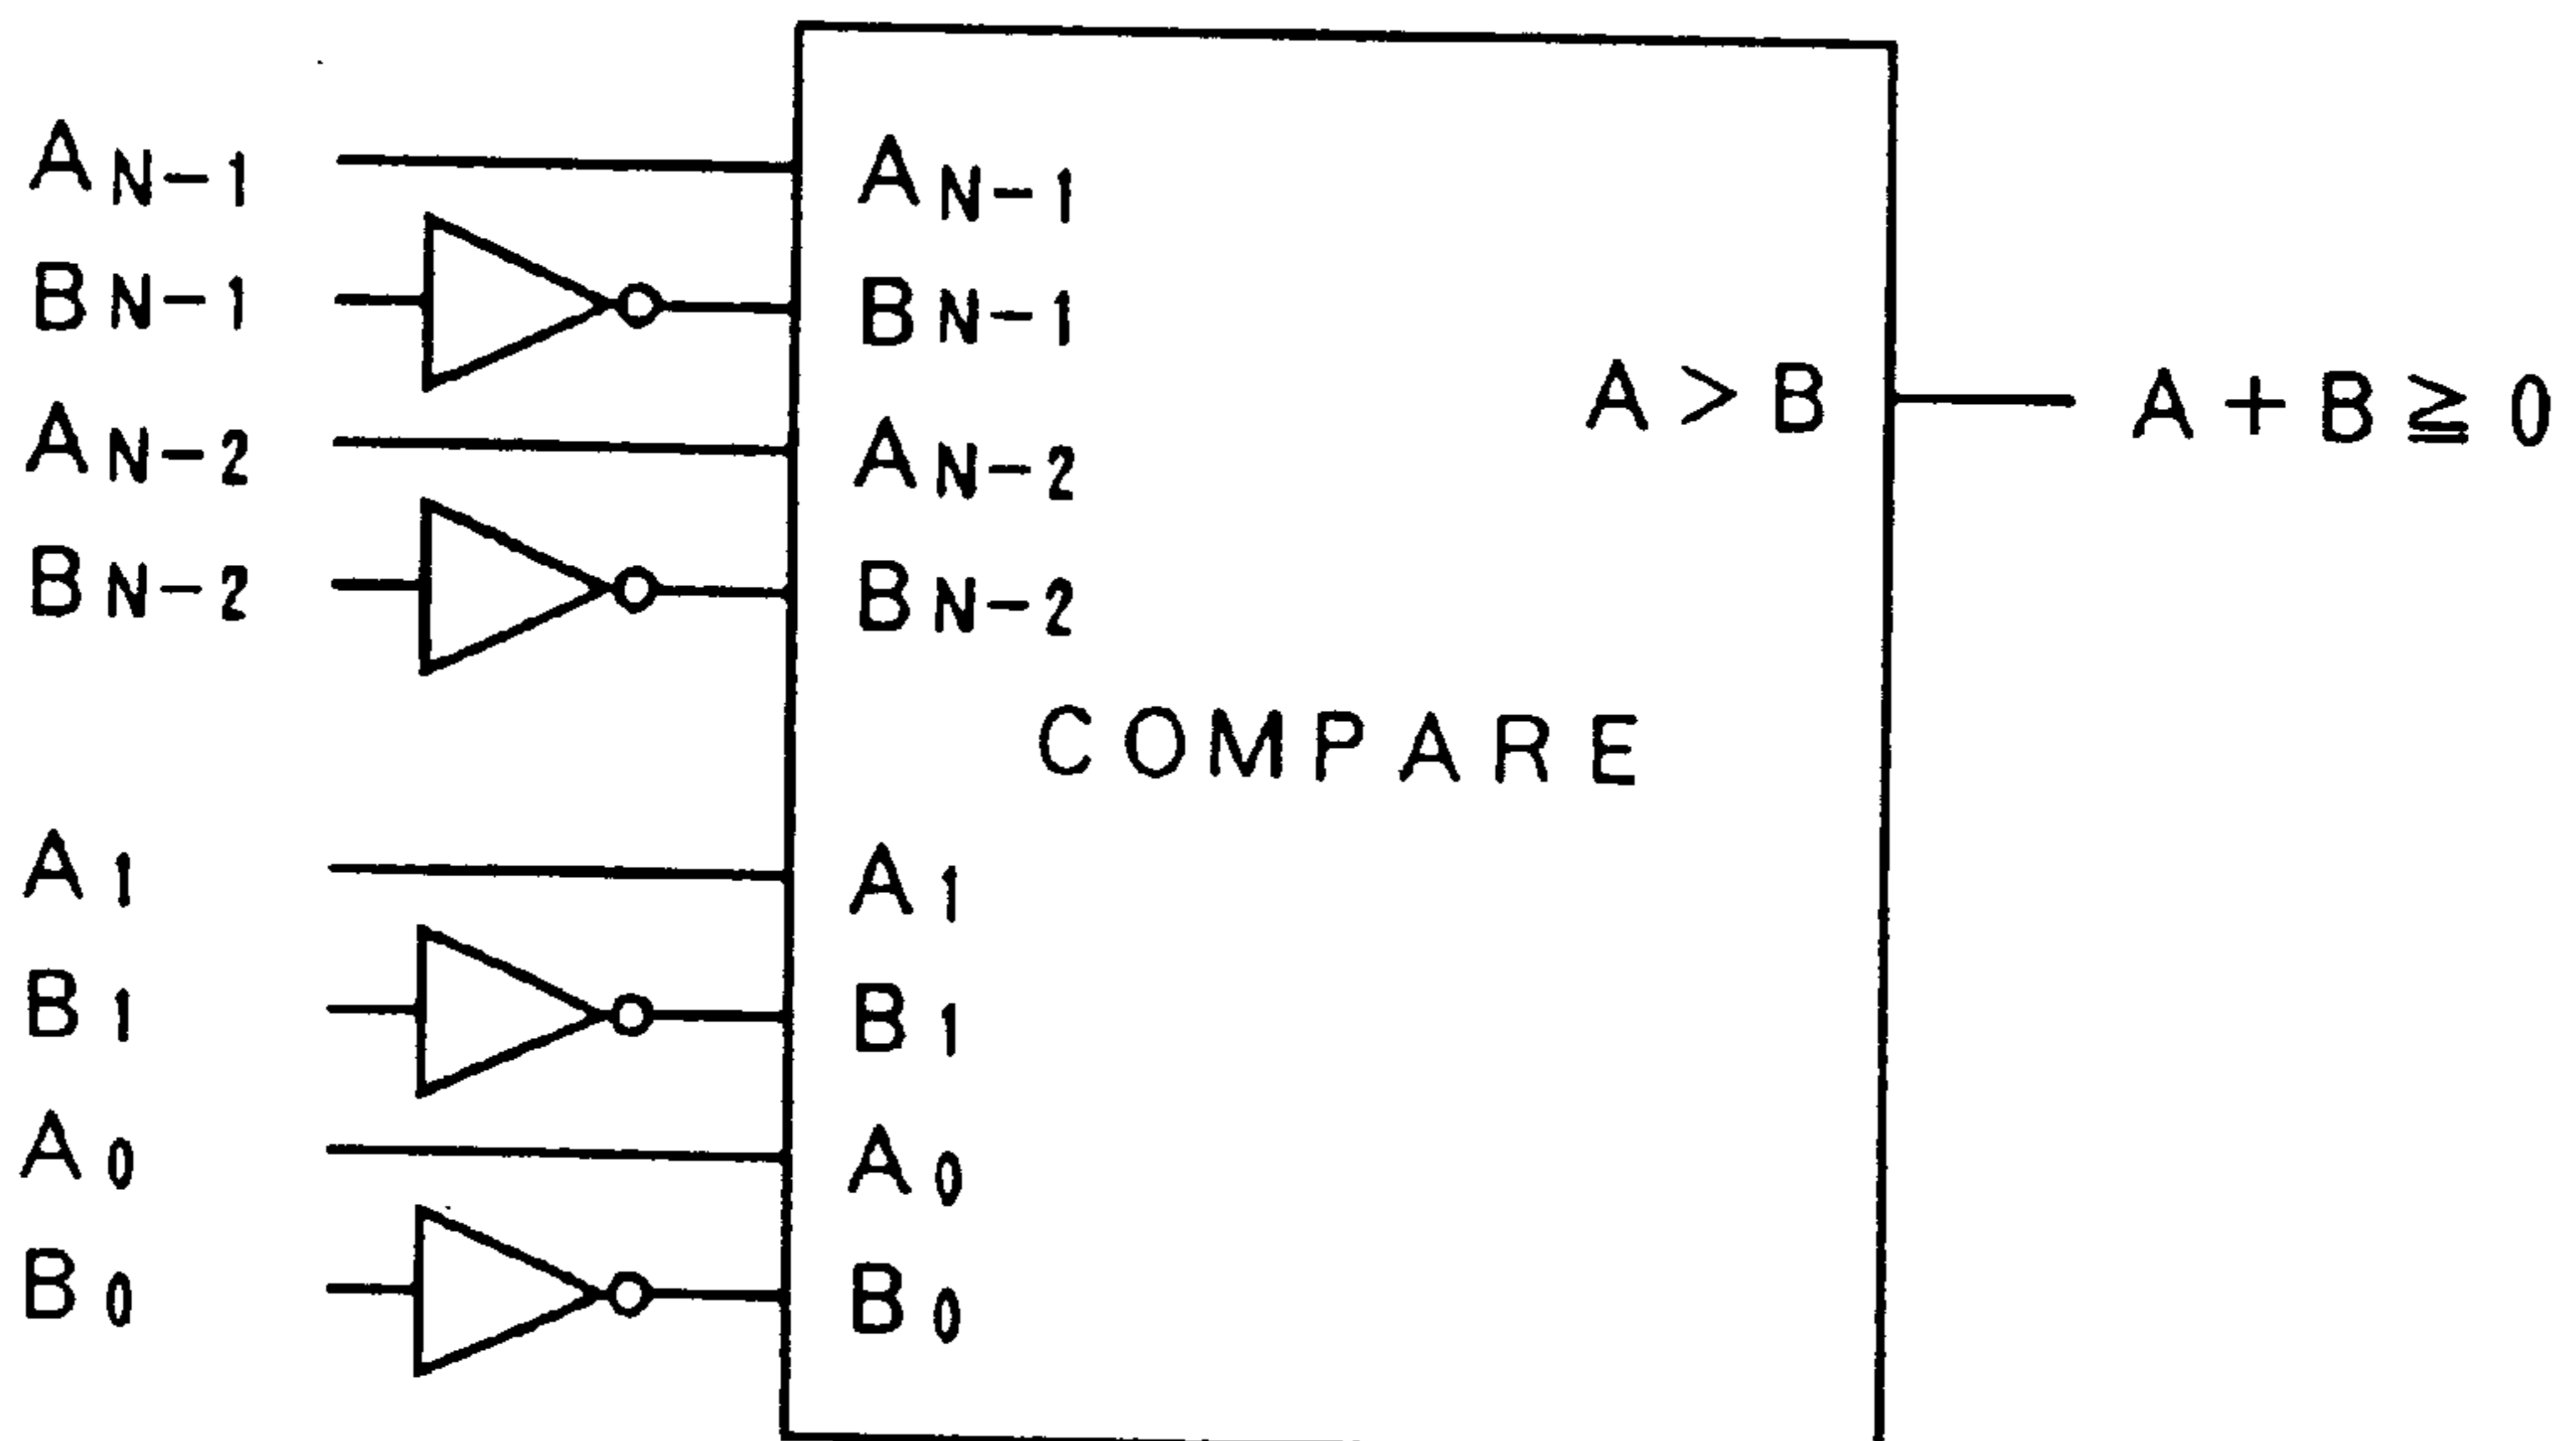 A N-1 A N-1
B N-1 B N-1
A > B A + B ≧ 0
A N-2 A N-2
B N-2 B N-2
COMPARE
A 1 A 1
B 1 B 1
A 0 A 0
B 0 B 0